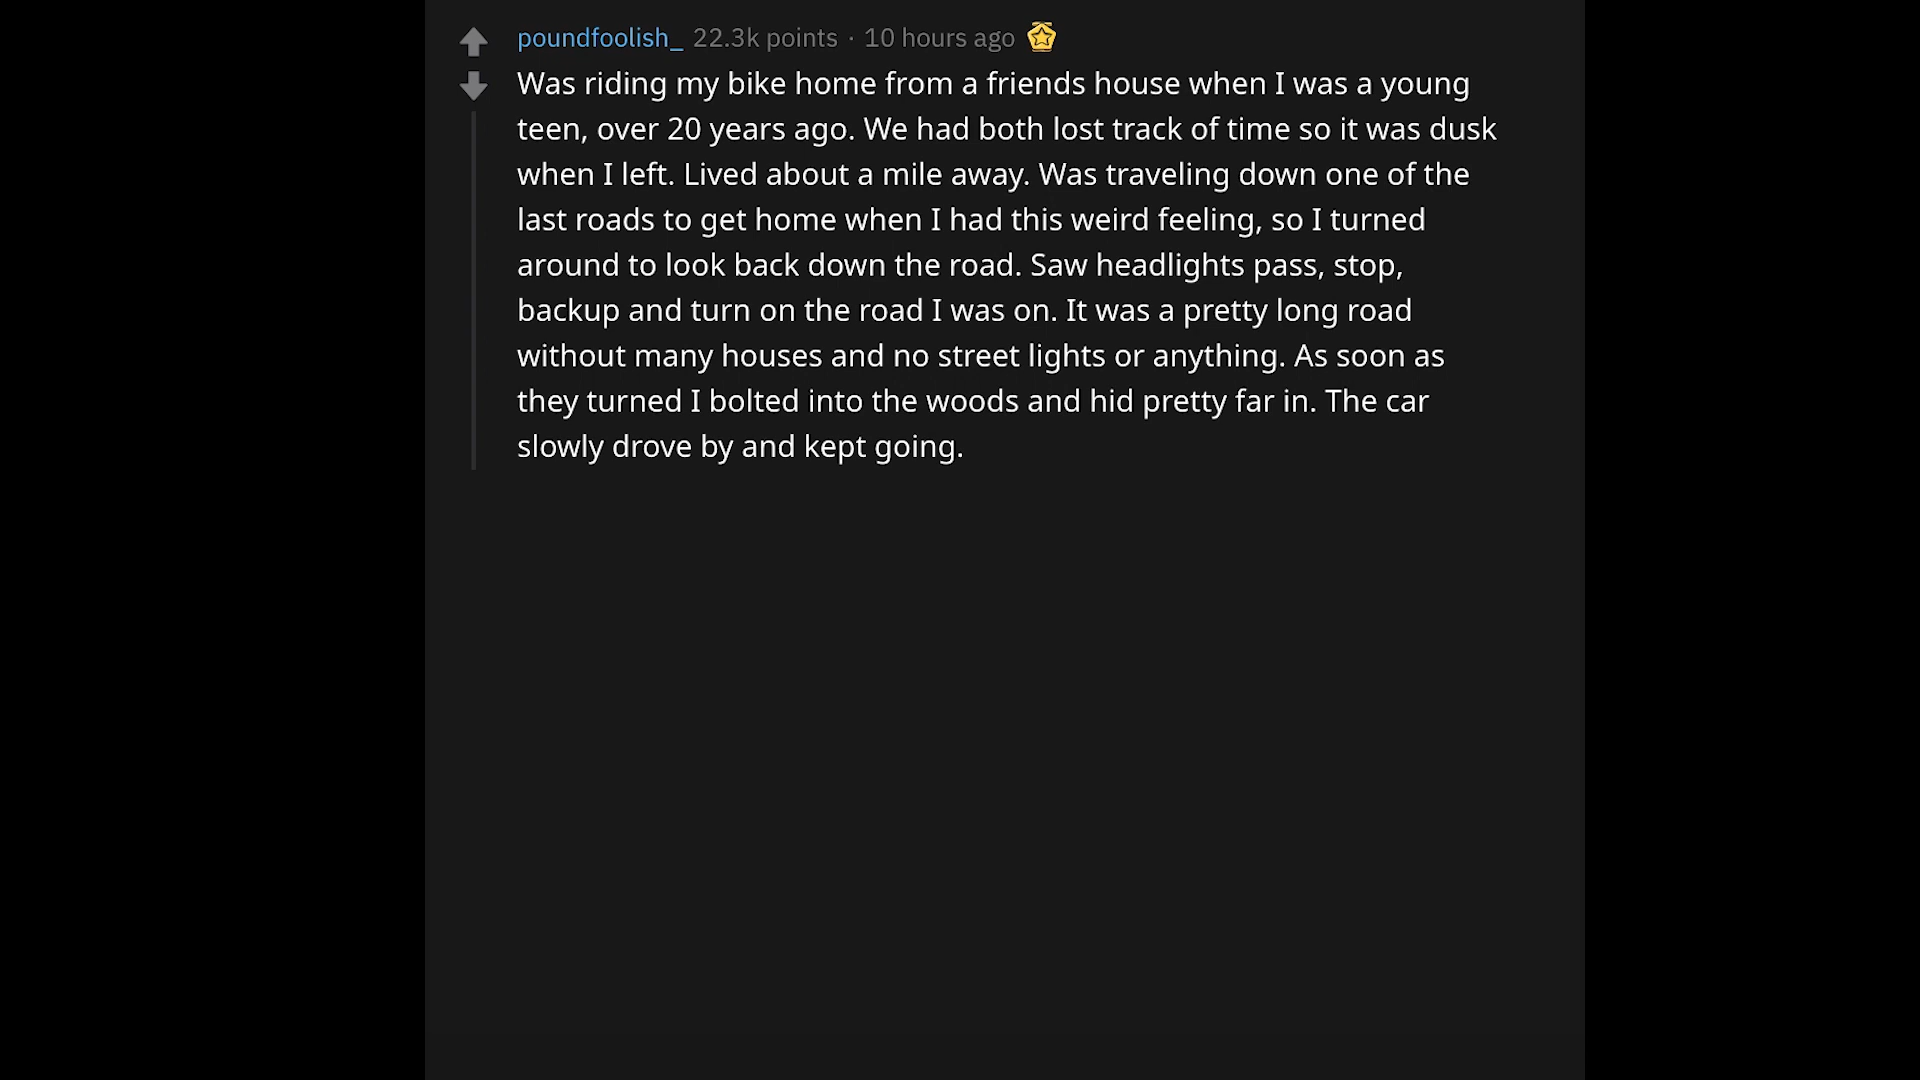 poundfoolish_ 22.3k points · 10 hours ago
Was riding my bike home from a friends house when I was a young
teen, over 20 years ago. We had both lost track of time so it was dusk
when I left. Lived about a mile away. Was traveling down one of the
last roads to get home when I had this weird feeling, so I turned
around to look back down the road. Saw headlights pass, stop,
backup and turn on the road I was on. It was a pretty long road
without many houses and no street lights or anything. As soon as
they turned I bolted into the woods and hid pretty far in. The car
slowly drove by and kept going.